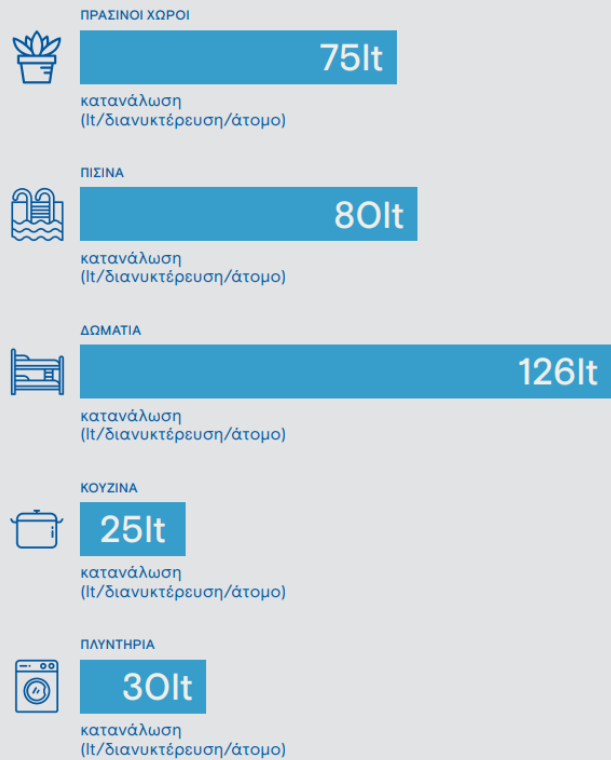 ΠΡΑΣΙΝΟΙ ΧΩΡΟΙ
75lt
κατανάλωση
(lt/διανυκτέρευση/άτομο)
ΠΙΣΙΝΑ
80lt
κατανάλωση
(lt/διανυκτέρευση/άτομο)
ΔΩΜΑΤΙΑ
126lt
κατανάλωση
(lt/διανυκτέρευση/άτομο)
ΚΟΥΖΙΝΑ
25lt
κατανάλωση
(lt/διανυκτέρευση/άτομο)
ΠΛΥΝΤΗΡΙΑ
30lt
κατανάλωση
(lt/διανυκτέρευση/άτομο)